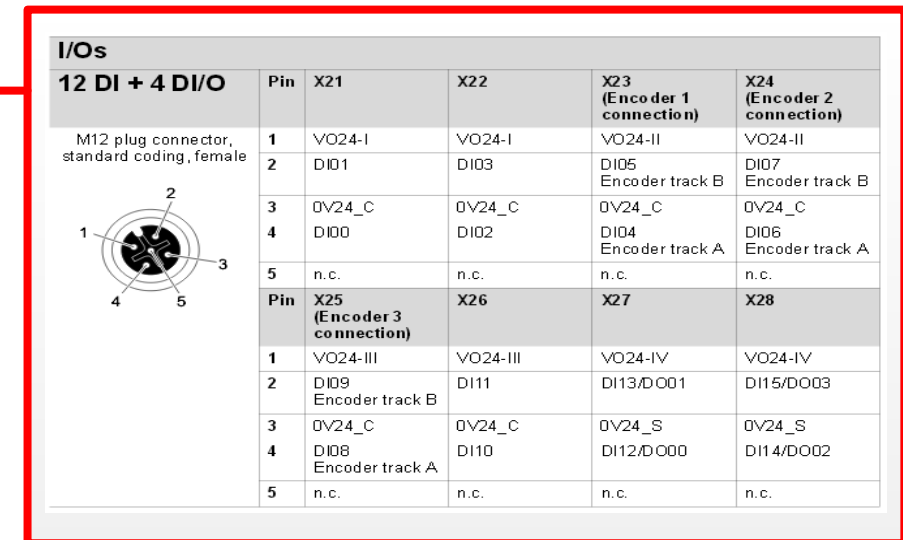 I/Os
12 DI + 4 DI/O Pin X21 X22 X23 (Encoder 1 connection) X24 (Encoder 2 connection)
M12 plug connector, standard coding, female
1 VO24-I VO24-I VO24-II VO24-II
2 DI01 DI03 DI05 Encoder track B DI07 Encoder track B
3 0V24_C 0V24_C 0V24_C 0V24_C
4 DI00 DI02 DI04 Encoder track A DI06 Encoder track A
5 n.c. n.c. n.c. n.c.
2
1
3
4 5
Pin X25 (Encoder 3 connection) X26 X27 X28
1 VO24-III VO24-III VO24-IV VO24-IV
2 DI09 Encoder track B DI11 DI13/DO01 DI15/DO03
3 0V24_C 0V24_C 0V24_S 0V24_S
4 DI08 Encoder track A DI10 DI12/DO00 DI14/DO02
5 n.c. n.c. n.c. n.c.